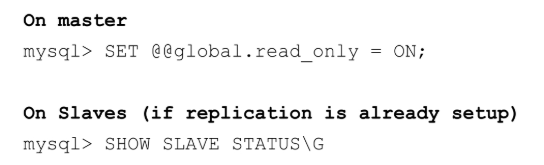 On master
mysql> SET @@global.read_only = ON;
On Slaves (if replication is already setup)
mysql> SHOW SLAVE STATUS\G